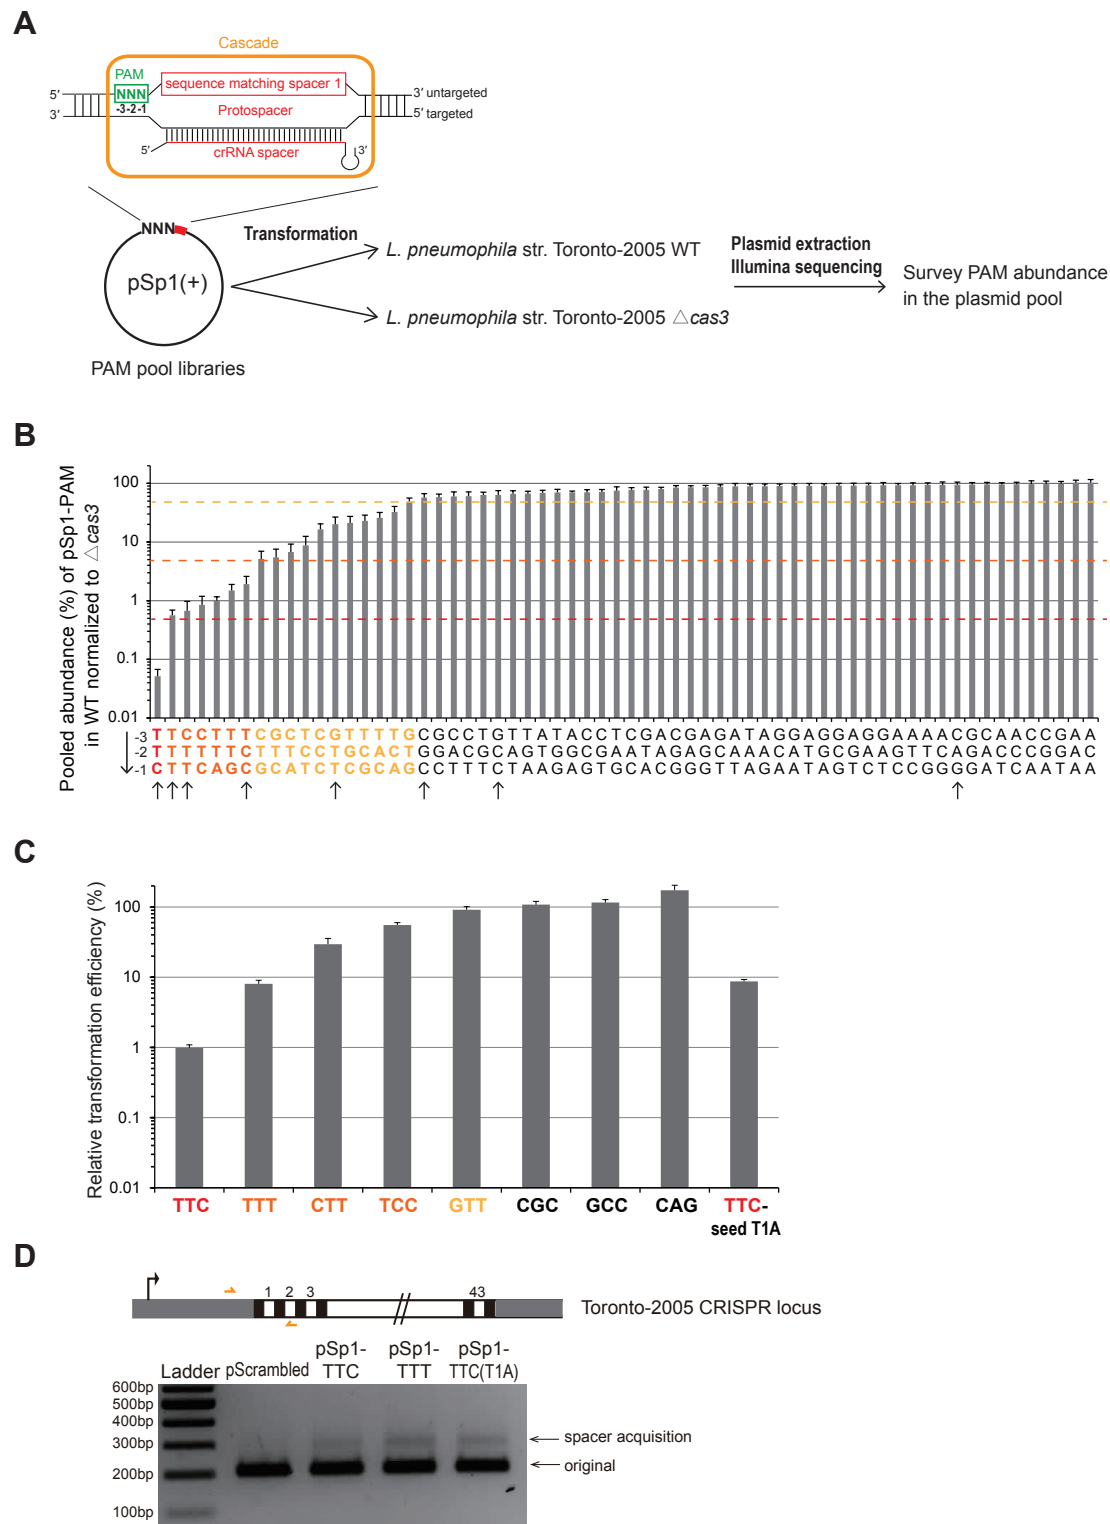 A
Cascade
PAM
NNN
-3-2-1
sequence matching spacer 1
5′
3′ untargeted
3′
5′ targeted
Protospacer
5′
crRNA spacer
3′
NNN
pSp1(+)
PAM pool libraries
Transformation
L. pneumophila str. Toronto-2005 WT
L. pneumophila str. Toronto-2005 △cas3
Plasmid extraction
Illumina sequencing
Survey PAM abundance
in the plasmid pool
B
Pooled abundance (%) of pSp1-PAM
in WT normalized to △cas3
100
10
1
0.1
0.01
-3 T T C C T T T C G C T C G T T T T G C G C C T G T T A T A C C T C G A C G A G A T A G G A G G A G G A A A A C G C A A C C G A A
-2 T T T T T T C T T T C C T G C A C T G G A C G C A G T G G C G A A T A G A G C A A A C A T G C G A A G T T C A G A C C C G G A C
-1 C T T C A G C G C A T C T C G C A G C C T T T C T A A G A G T G C A C G G G T T A G A A T A G T C T C C G G G G A T C A A T A A
C
Relative transformation efficiency (%)
100
10
1
0.1
0.01
TTC TTT CTT TCC GTT CGC GCC CAG TTC-
seed T1A
D
1 2 3 43
Toronto-2005 CRISPR locus
Ladder pScrambled pSp1-TTC pSp1-TTT pSp1-TTC(T1A)
600bp
500bp
400bp
300bp
200bp
100bp
spacer acquisition
original